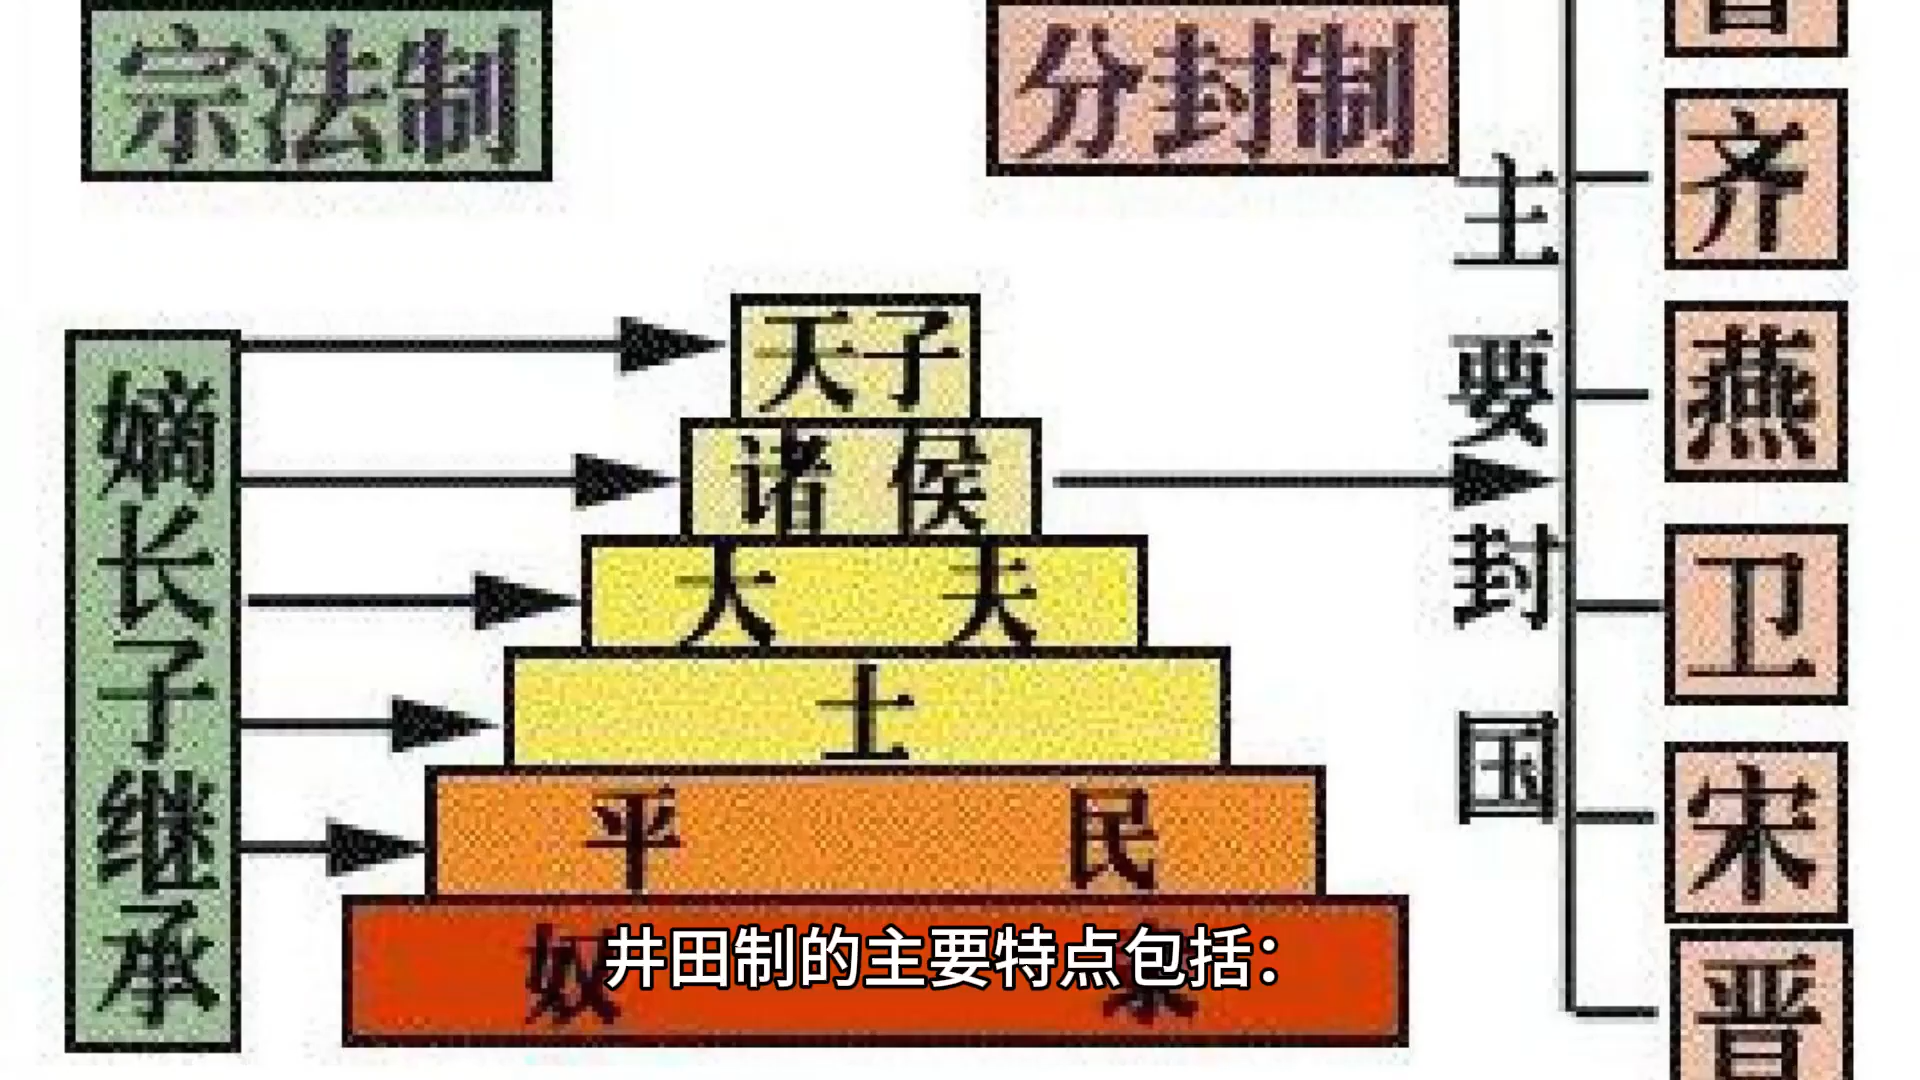 宗法制
分封制
嫡长子继承
天子
诸侯
大夫
士
平民
奴
井田制的主要特点包括：
主要封国
齐
燕
卫
宋
晋